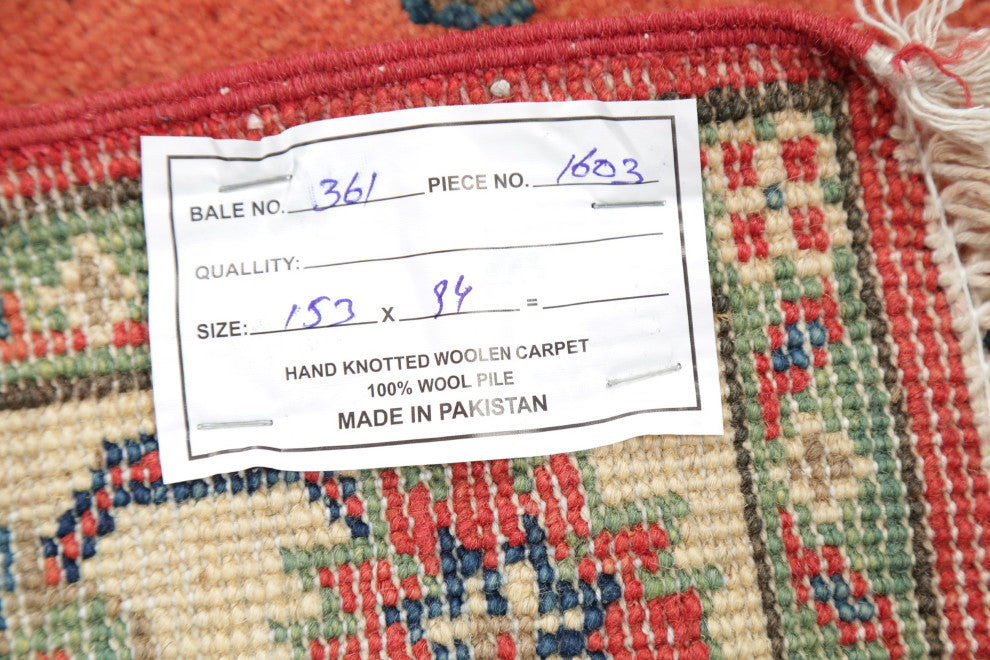 BALE NO. 361 PIECE NO. 1603
QUALLITY:
SIZE: 153 X 94 =
HAND KNOTTED WOOLEN CARPET
100% WOOL PILE
MADE IN PAKISTAN